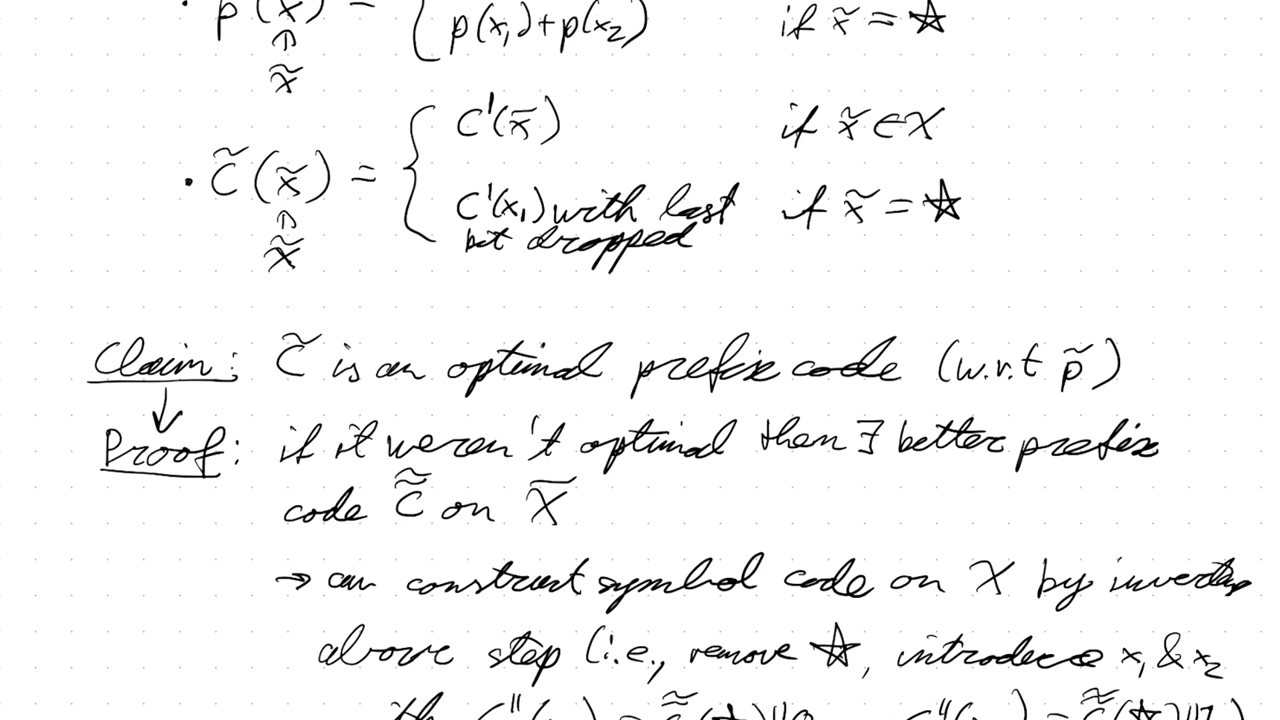 · p̃(x̃) = { p(x₁)+p(x₂) if x̃ = ☆
↑
x̃
C'(x̃) if x̃ ∈ X
· C̃(x̃) = {
C'(x₁) with last if x̃ = ☆
↑ bit dropped
x̃
Claim: C̃ is an optimal prefix code (w.r.t p̃)
↓
Proof: if it weren't optimal then ∃ better prefix
code C̃̃ on X̃
→ can construct symbol code on X by inverting
above step (i.e., remove ☆, introduce x₁ & x₂